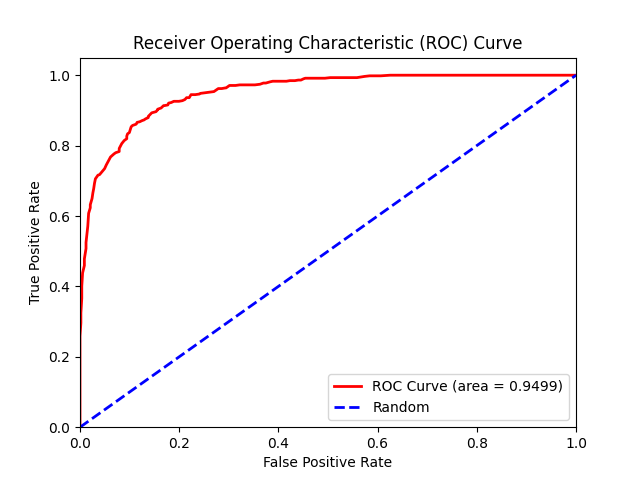 Receiver Operating Characteristic (ROC) Curve
True Positive Rate
1.0
0.8
0.6
0.4
0.2
0.0
0.0 0.2 0.4 0.6 0.8 1.0
False Positive Rate
ROC Curve (area = 0.9499)
Random